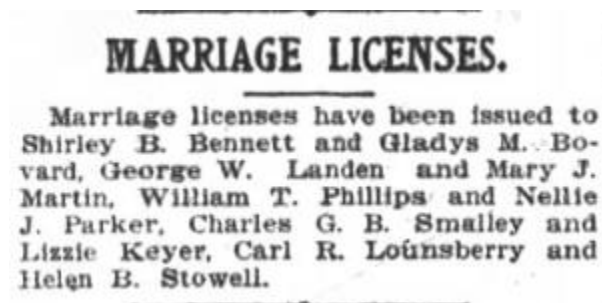 MARRIAGE LICENSES.
Marriage licenses have been issued to
Shirley B. Bennett and Gladys M. Bo-
vard, George W. Landen and Mary J.
Martin, William T. Phillips and Nellie
J. Parker, Charles G. B. Smalley and
Lizzie Keyer, Carl R. Lounsberry and
Helen B. Stowell.